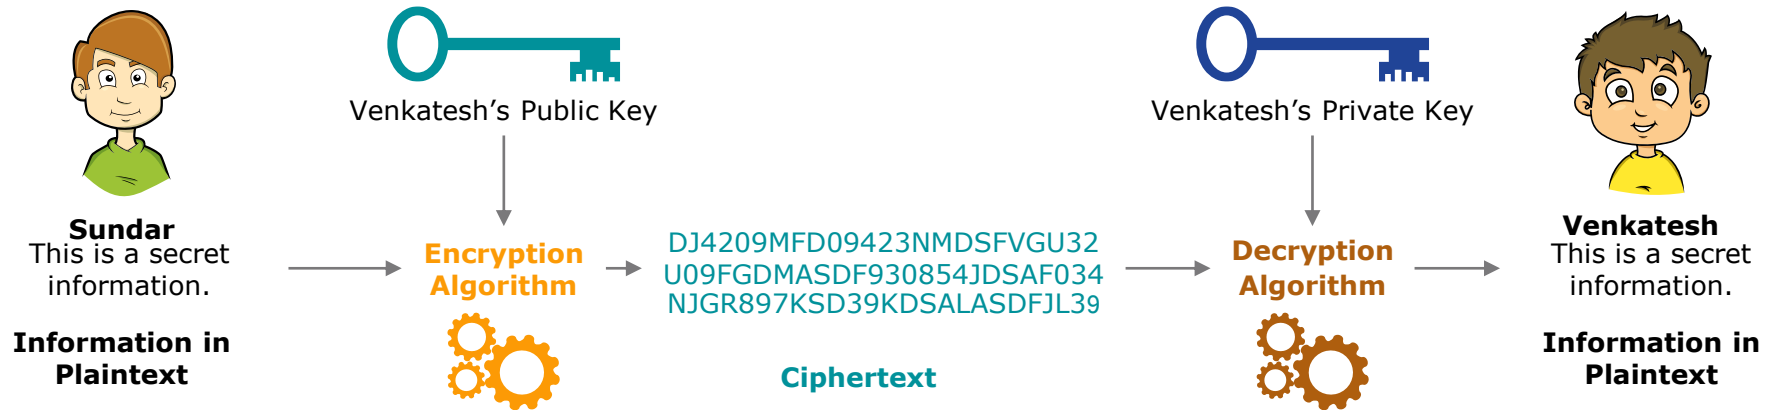 Venkatesh’s Public Key
Venkatesh’s Private Key
Sundar
This is a secret
information.
Information in
Plaintext
Encryption
Algorithm
DJ4209MFD09423NMDSFVGU32
U09FGDMASDF930854JDSAF034
NJGR897KSD39KDSALASDFJL39
Ciphertext
Decryption
Algorithm
Venkatesh
This is a secret
information.
Information in
Plaintext